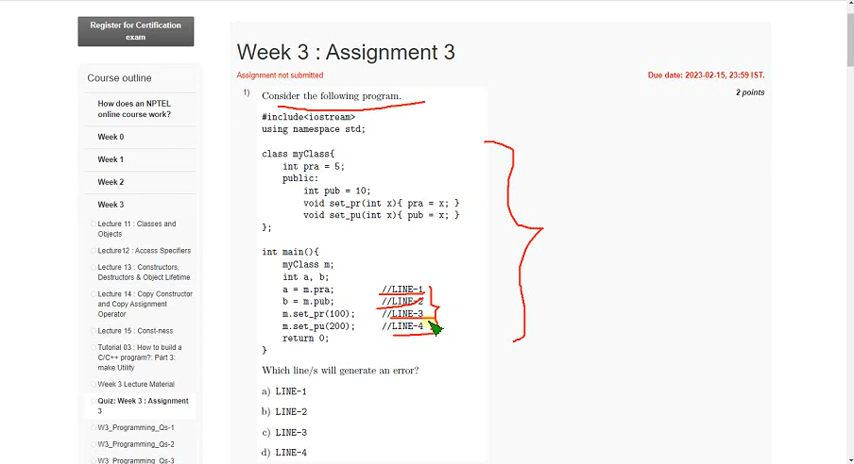 Register for Certification
exam
Course outline
How does an NPTEL
online course work?
Week 0
Week 1
Week 2
Week 3
Lecture 11 : Classes and
Objects
Lecture12 : Access Specifiers
Lecture 13 : Constructors,
Destructors & Object Lifetime
Lecture 14 : Copy Constructor
and Copy Assignment
Operator
Lecture 15 : Const-ness
Tutorial 03 : How to build a
C/C++ program?: Part 3:
make Utility
Week 3 Lecture Material
Quiz: Week 3 : Assignment
3
W3_Programming_Qs-1
W3_Programming_Qs-2
W3_Programming_Qs-3
Week 3 : Assignment 3
Assignment not submitted
Due date: 2023-02-15, 23:59 IST.
1) Consider the following program.
2 points
#include<iostream>
using namespace std;
class myClass{
int pra = 5;
public:
int pub = 10;
void set_pr(int x){ pra = x; }
void set_pu(int x){ pub = x; }
};
int main(){
myClass m;
int a, b;
a = m.pra; //LINE-1
b = m.pub; //LINE-2
m.set_pr(100); //LINE-3
m.set_pu(200); //LINE-4
return 0;
}
Which line/s will generate an error?
a) LINE-1
b) LINE-2
c) LINE-3
d) LINE-4